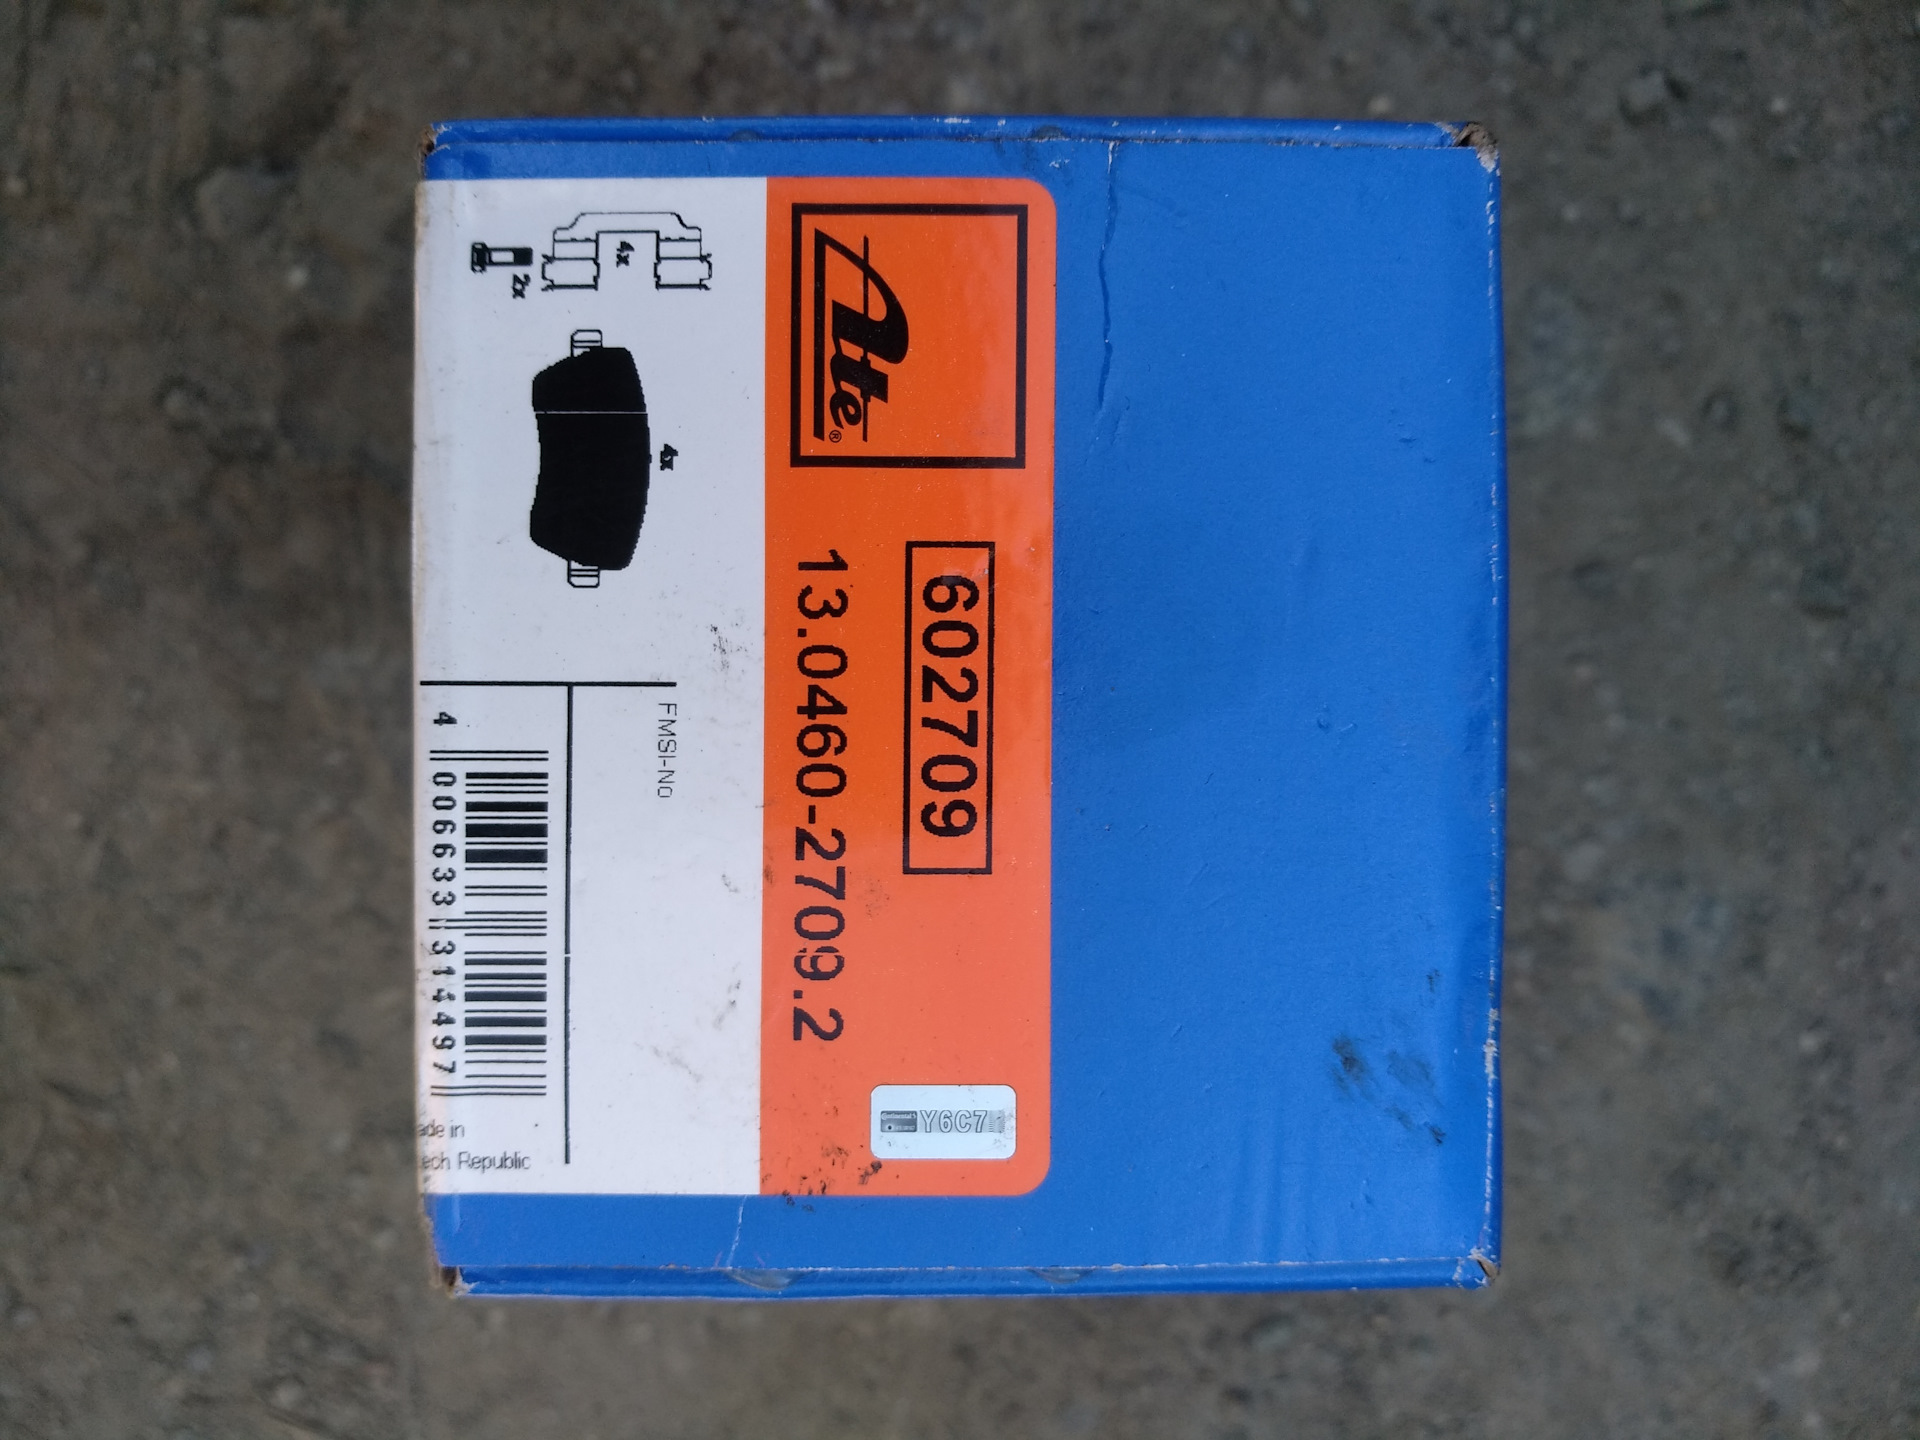 Ate®
602709
13.0460-2709.2
Continental
Y6C7
4x
2x
4x
FMSI-No
4 006633 314497
ade in
ech Republic